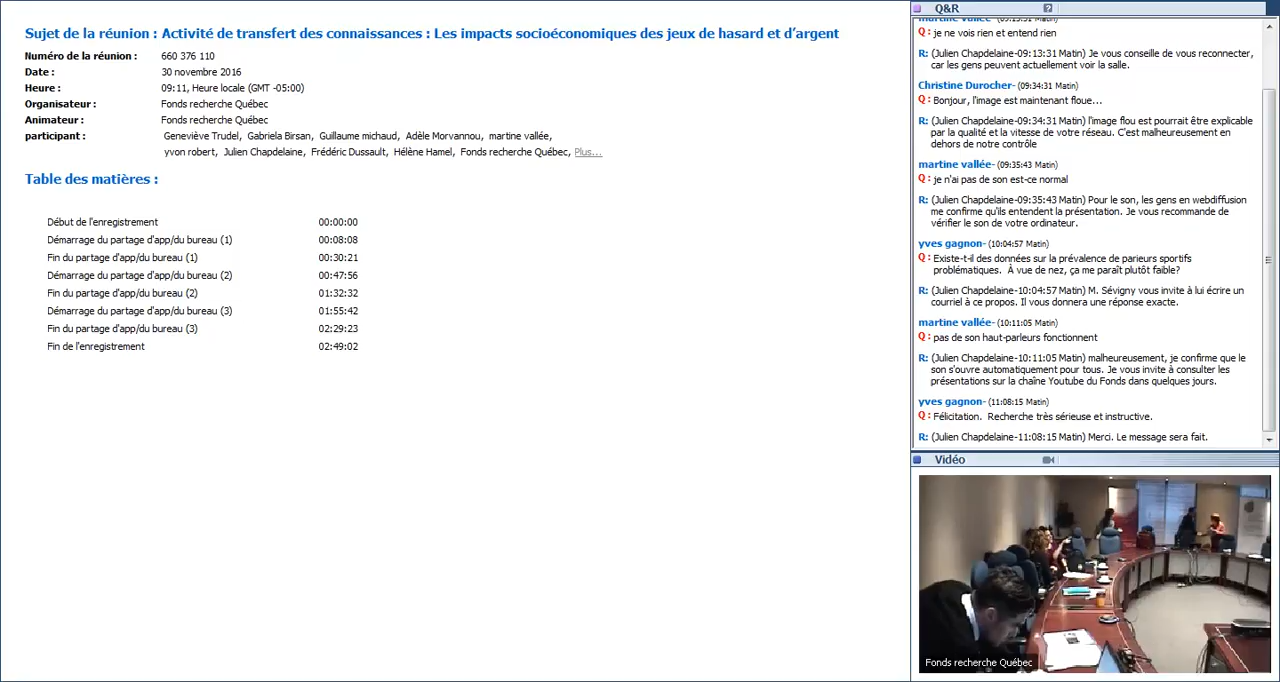 Sujet de la réunion : Activité de transfert des connaissances : Les impacts socioéconomiques des jeux de hasard et d’argent
Numéro de la réunion : 660 376 110
Date : 30 novembre 2016
Heure : 09:11, Heure locale (GMT -05:00)
Organisateur : Fonds recherche Québec
Animateur : Fonds recherche Québec
participant : Geneviève Trudel, Gabriela Birsan, Guillaume michaud, Adèle Morvannou, martine vallée,
yvon robert, Julien Chapdelaine, Frédéric Dussault, Hélène Hamel, Fonds recherche Québec, Plus...
Table des matières :
Début de l'enregistrement 00:00:00
Démarrage du partage d'app/du bureau (1) 00:08:08
Fin du partage d'app/du bureau (1) 00:30:21
Démarrage du partage d'app/du bureau (2) 00:47:56
Fin du partage d'app/du bureau (2) 01:32:32
Démarrage du partage d'app/du bureau (3) 01:55:42
Fin du partage d'app/du bureau (3) 02:29:23
Fin de l'enregistrement 02:49:02
Q&R
martine vallée- (09:13:31 Matin)
Q : je ne vois rien et entend rien
R: (Julien Chapdelaine-09:13:31 Matin) Je vous conseille de vous reconnecter,
car les gens peuvent actuellement voir la salle.
Christine Durocher- (09:34:31 Matin)
Q : Bonjour, l'image est maintenant floue...
R: (Julien Chapdelaine-09:34:31 Matin) l'image flou est pourrait être explicable
par la qualité et la vitesse de votre réseau. C'est malheureusement en
dehors de notre contrôle
martine vallée- (09:35:43 Matin)
Q : je n'ai pas de son est-ce normal
R: (Julien Chapdelaine-09:35:43 Matin) Pour le son, les gens en webdiffusion
me confirme qu'ils entendent la présentation. Je vous recommande de
vérifier le son de votre ordinateur.
yves gagnon- (10:04:57 Matin)
Q : Existe-t-il des données sur la prévalence de parieurs sportifs
problématiques. À vue de nez, ça me paraît plutôt faible?
R: (Julien Chapdelaine-10:04:57 Matin) M. Sévigny vous invite à lui écrire un
courriel à ce propos. Il vous donnera une réponse exacte.
martine vallée- (10:11:05 Matin)
Q : pas de son haut-parleurs fonctionnent
R: (Julien Chapdelaine-10:11:05 Matin) malheureusement, je confirme que le
son s'ouvre automatiquement pour tous. Je vous invite à consulter les
présentations sur la chaîne Youtube du Fonds dans quelques jours.
yves gagnon- (11:08:15 Matin)
Q : Félicitation. Recherche très sérieuse et instructive.
R: (Julien Chapdelaine-11:08:15 Matin) Merci. Le message sera fait.
Vidéo
Fonds recherche Québec